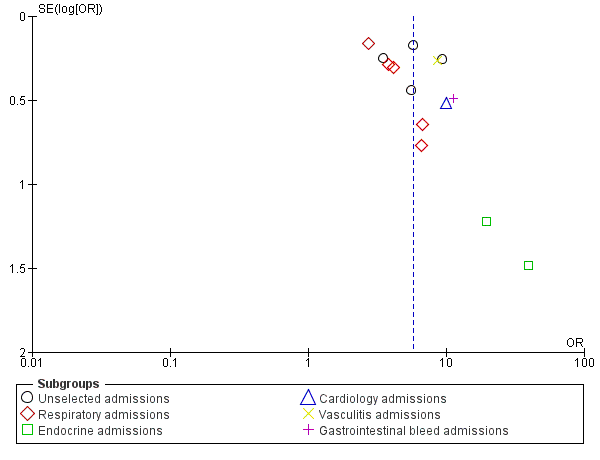 SE(log[OR])
0
0.5
1
1.5
2
0.01 0.1 1 10 100
OR
Subgroups
Unselected admissions
Respiratory admissions
Endocrine admissions
Cardiology admissions
Vasculitis admissions
Gastrointestinal bleed admissions